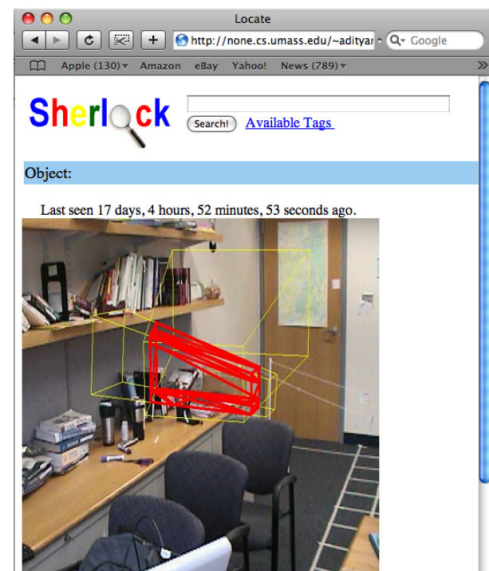 Locate
http://none.cs.umass.edu/~adityar
Google
Apple (130) Amazon eBay Yahoo! News (789)
Sherlock
Search! Available Tags
Object:
Last seen 17 days, 4 hours, 52 minutes, 53 seconds ago.